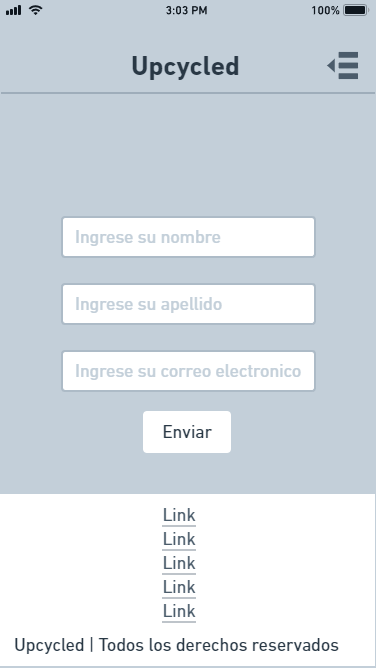 3:03 PM
100%
Upcycled
Ingrese su nombre
Ingrese su apellido
Ingrese su correo electronico
Enviar
Link
Link
Link
Link
Link
Upcycled | Todos los derechos reservados